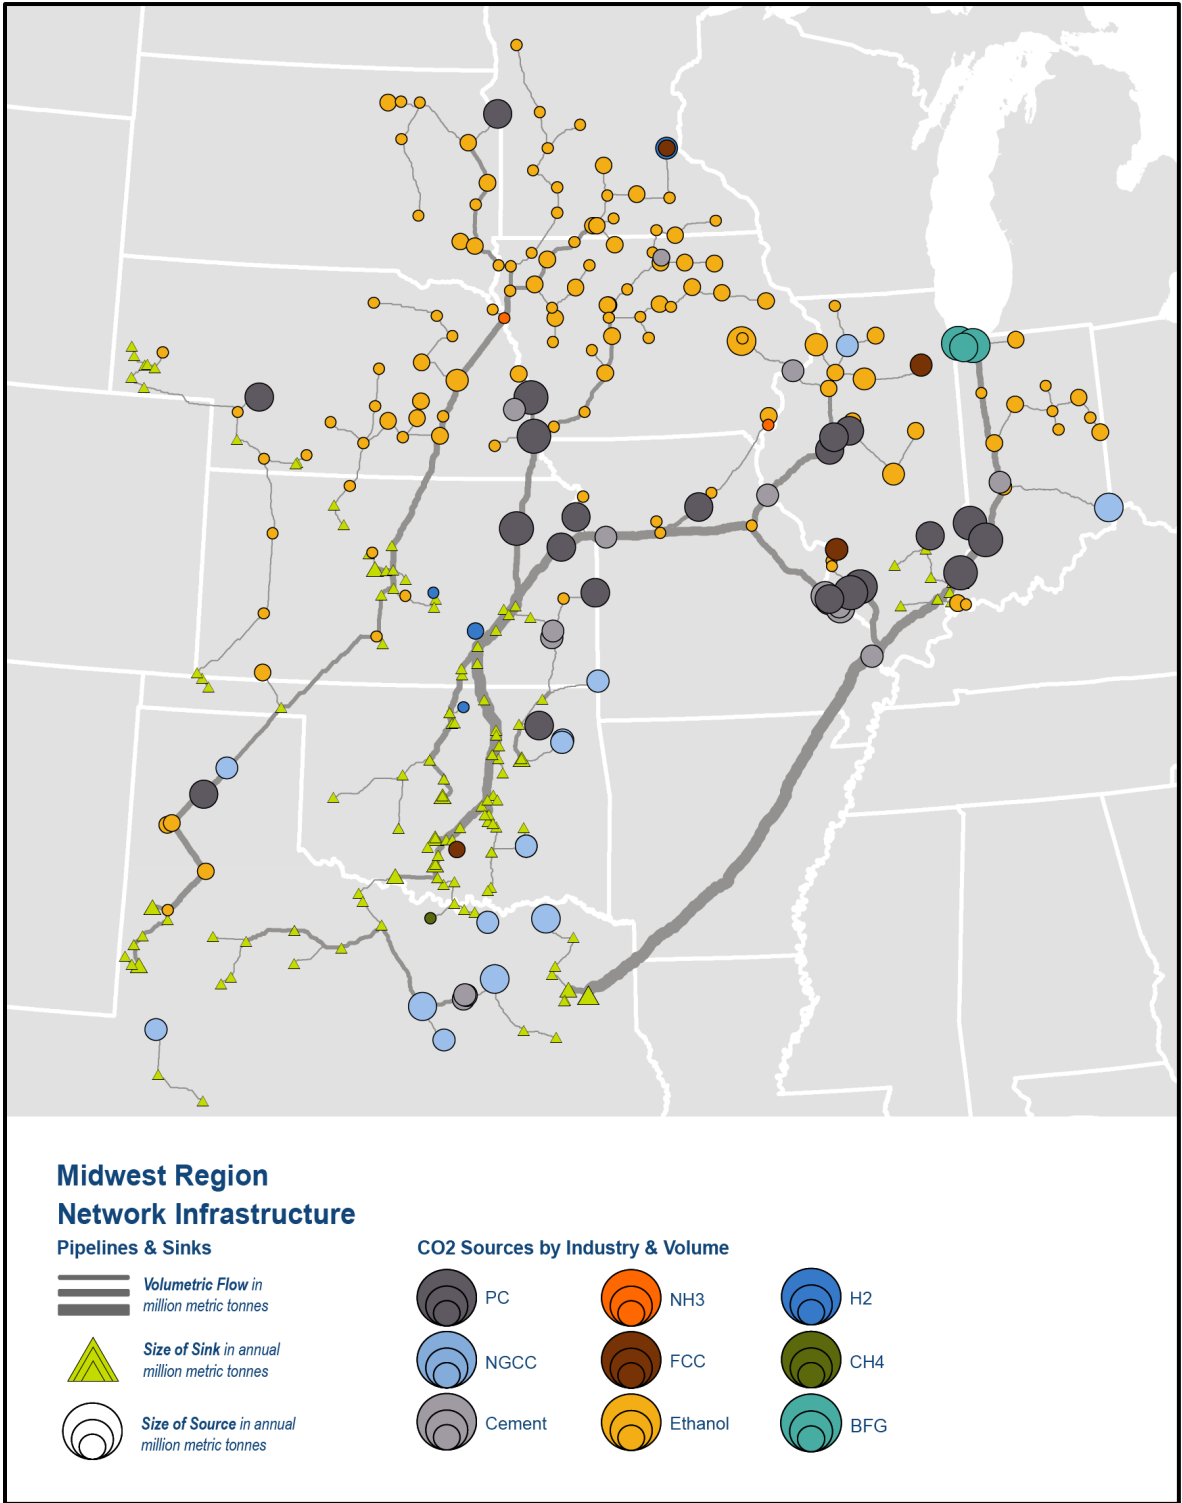 Midwest Region
Network Infrastructure
Pipelines & Sinks
Volumetric Flow in
million metric tonnes
Size of Sink in annual
million metric tonnes
Size of Source in annual
million metric tonnes
CO2 Sources by Industry & Volume
PC
NH3
H2
NGCC
FCC
CH4
Cement
Ethanol
BFG